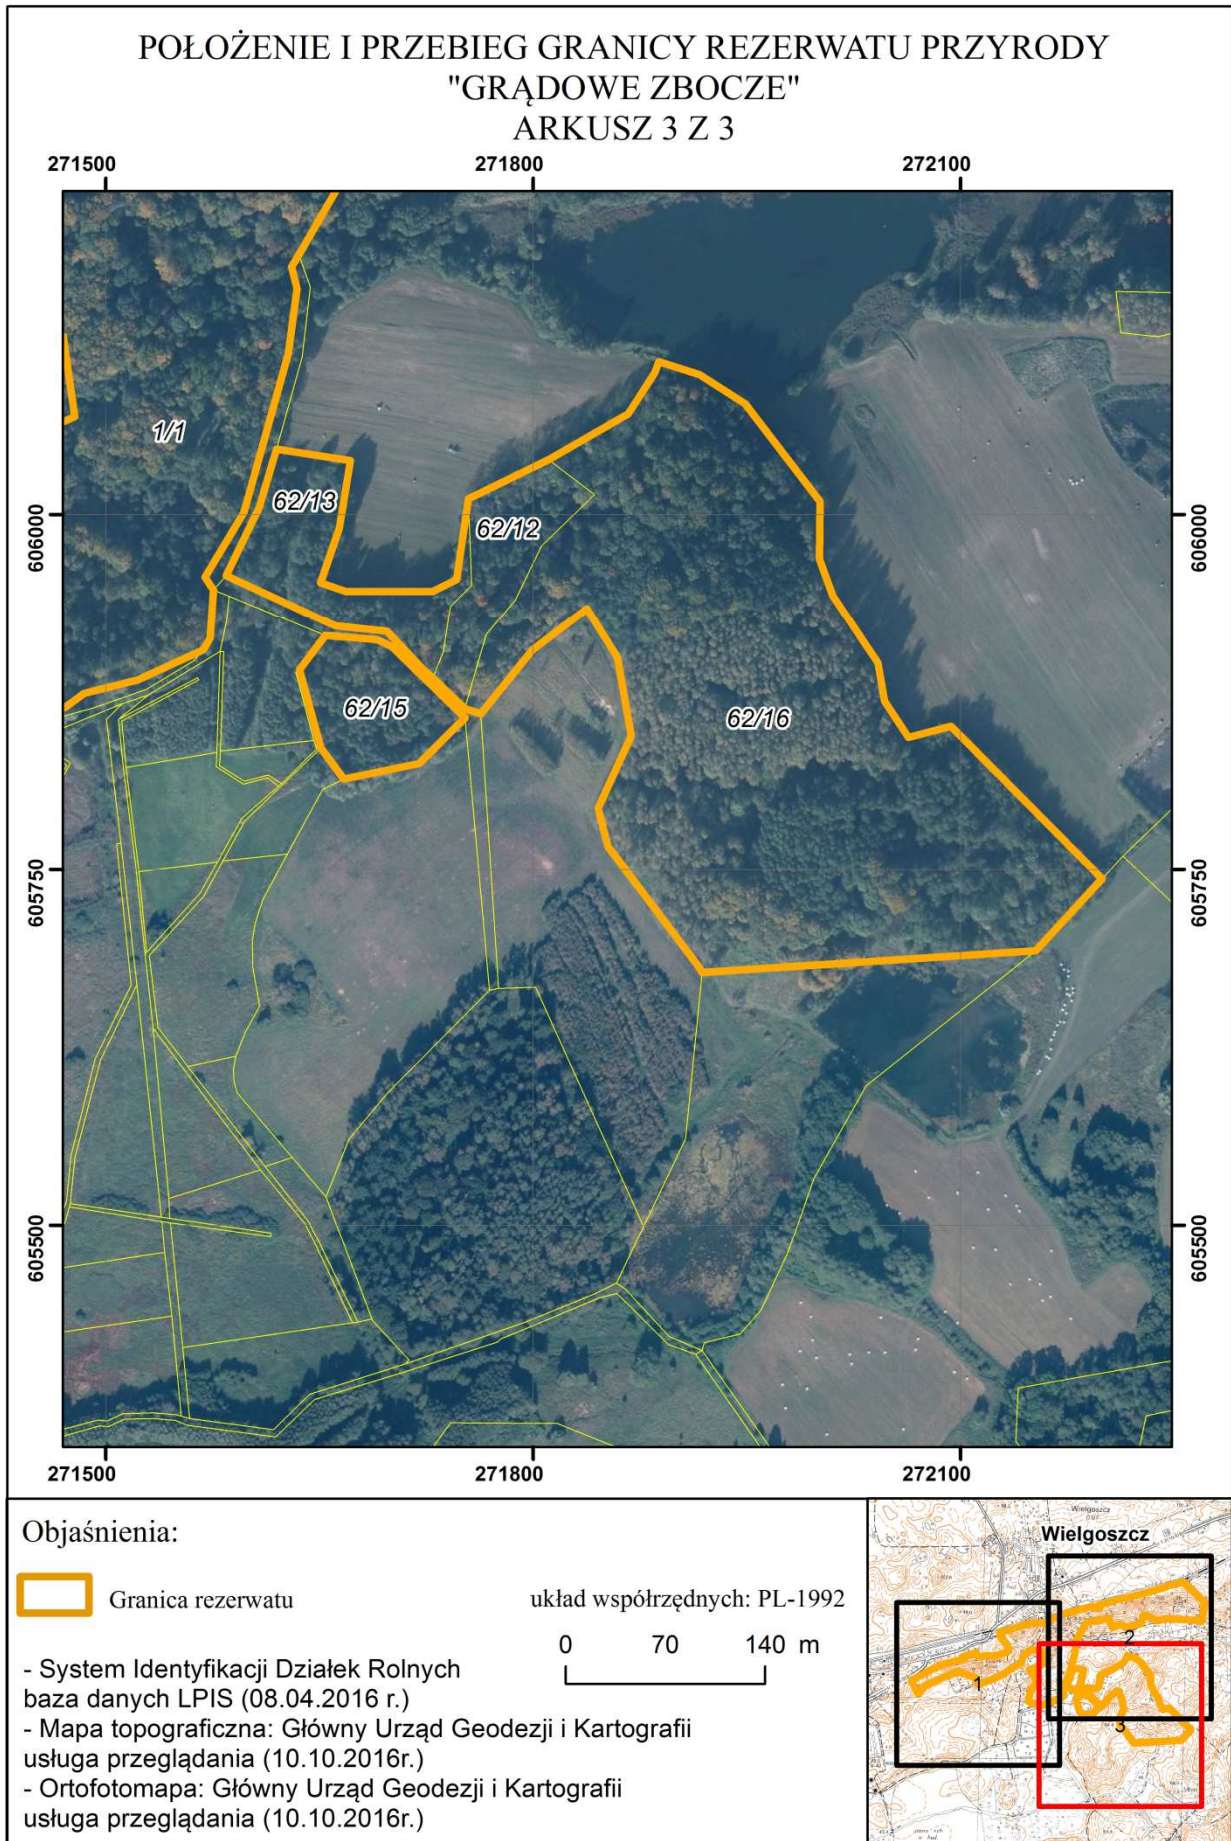 POŁOŻENIE I PRZEBIEG GRANICY REZERWATU PRZYRODY
"GRĄDOWE ZBOCZE"
ARKUSZ 3 Z 3
271500 271800 272100
1/1
62/13
62/12
606000 606000
62/15
62/16
605750 605750
605500 605500
271500 271800 272100
Objaśnienia:
Granica rezerwatu
układ współrzędnych: PL-1992
0 70 140 m
- System Identyfikacji Działek Rolnych
baza danych LPIS (08.04.2016 r.)
- Mapa topograficzna: Główny Urząd Geodezji i Kartografii
usługa przeglądania (10.10.2016r.)
- Ortofotomapa: Główny Urząd Geodezji i Kartografii
usługa przeglądania (10.10.2016r.)
Wielgoszcz
Wielgoszcz
2
1
3